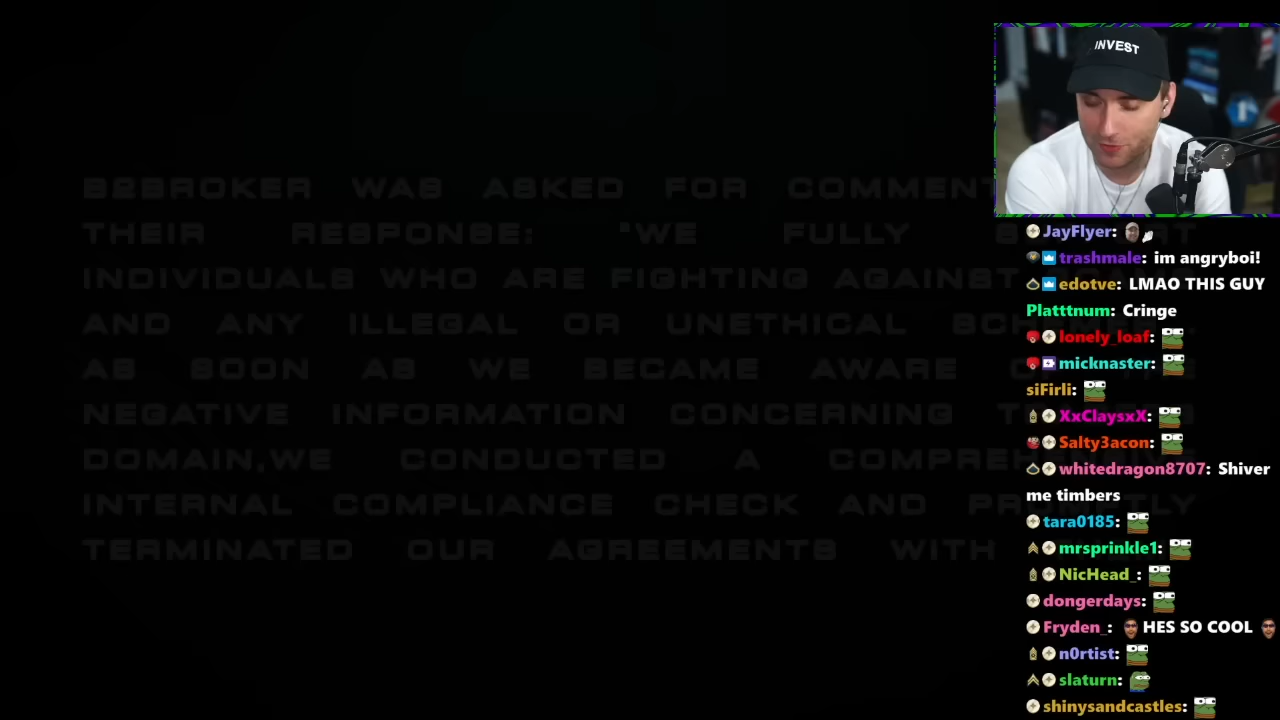 INVEST
B2BROKER WAS ASKED FOR COMMENT
THEIR RESPONSE: "WE FULLY
INDIVIDUALS WHO ARE FIGHTING AGAINST
AND ANY ILLEGAL OR UNETHICAL
AS SOON AS WE BECAME AWARE
NEGATIVE INFORMATION CONCERNING
DOMAIN,WE CONDUCTED A
INTERNAL COMPLIANCE CHECK AND
TERMINATED OUR AGREEMENTS WITH
JayFlyer:
trashmale: im angryboi!
edotve: LMAO THIS GUY
Platttnum: Cringe
lonely_loaf:
micknaster:
siFirli:
XxClaysxX:
Salty3acon:
whitedragon8707: Shiver
me timbers
tara0185:
mrsprinkle1:
NicHead_:
dongerdays:
Fryden_: HES SO COOL
n0rtist:
slaturn:
shinysandcastles: